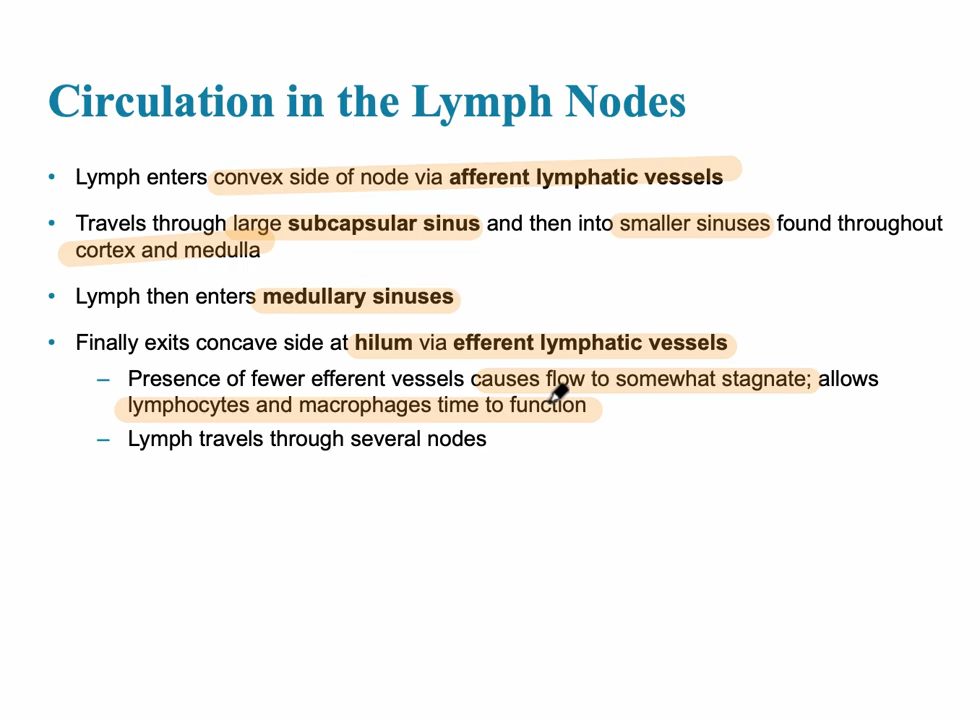 Circulation in the Lymph Nodes
• Lymph enters convex side of node via afferent lymphatic vessels
• Travels through large subcapsular sinus and then into smaller sinuses found throughout
cortex and medulla
• Lymph then enters medullary sinuses
• Finally exits concave side at hilum via efferent lymphatic vessels
– Presence of fewer efferent vessels causes flow to somewhat stagnate; allows
lymphocytes and macrophages time to function
– Lymph travels through several nodes